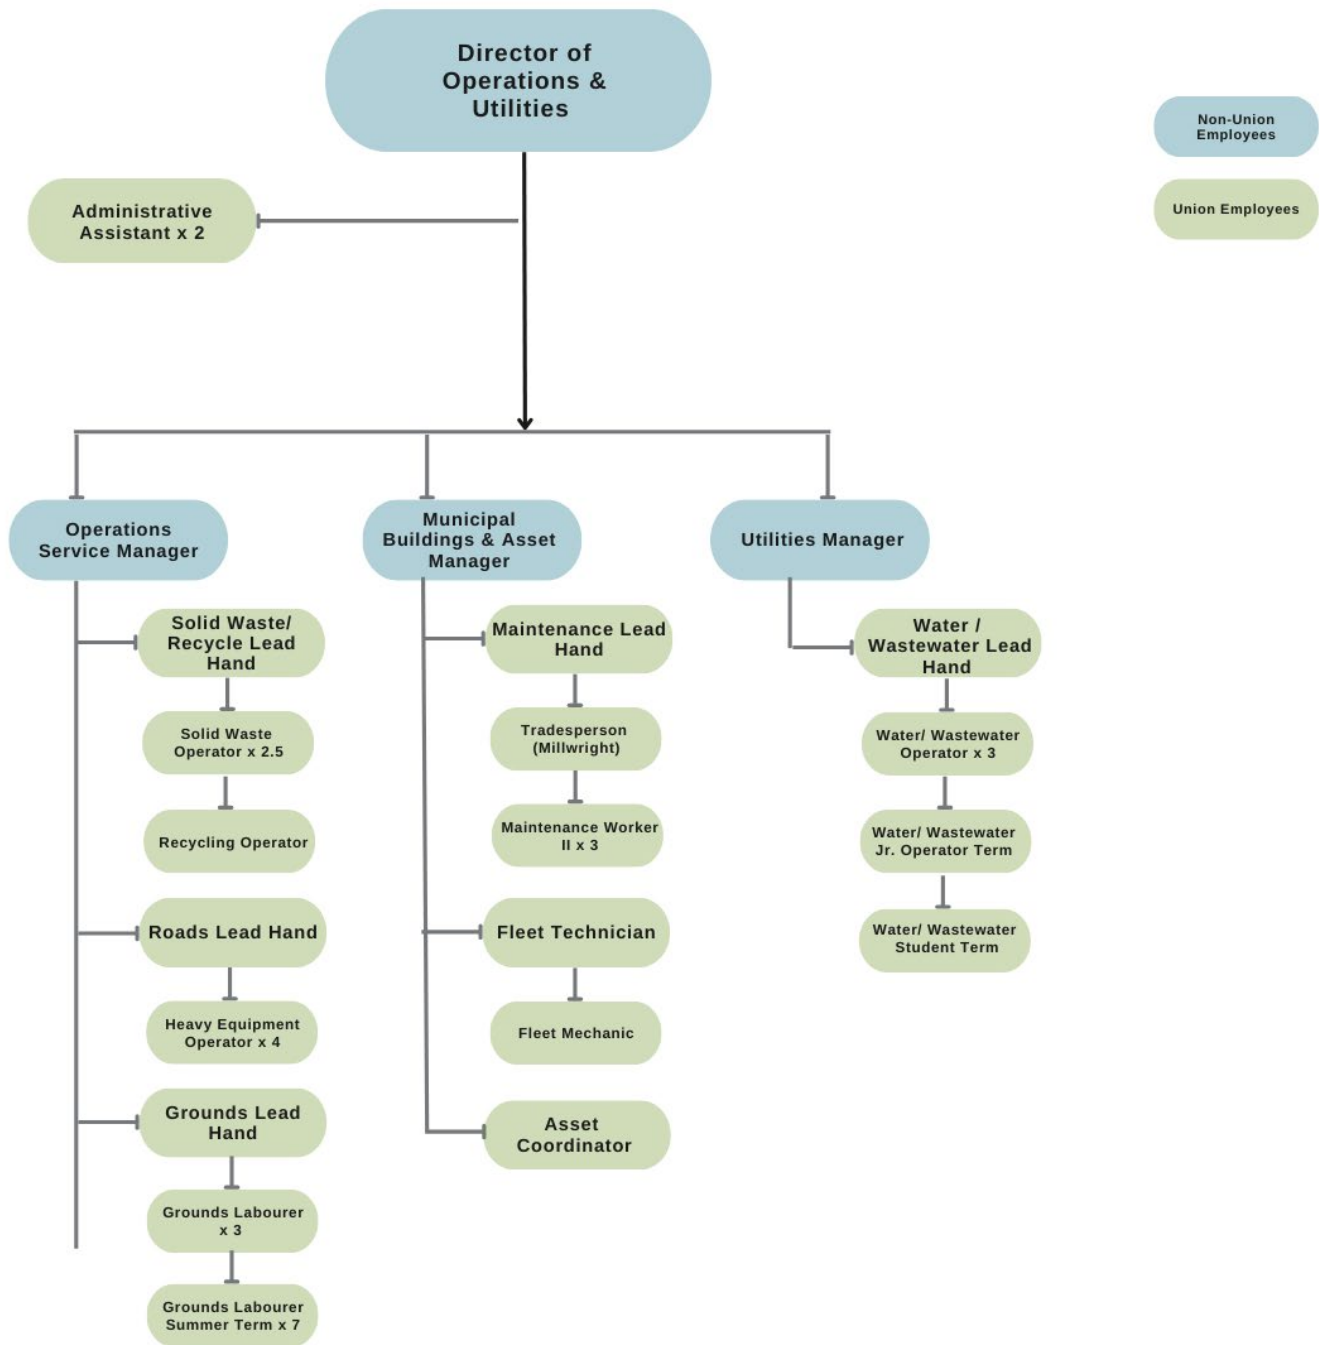 Director of
Operations &
Utilities
Non-Union
Employees
Administrative
Assistant x 2
Union Employees
Operations
Service Manager
Municipal
Buildings & Asset
Manager
Utilities Manager
Solid Waste/
Recycle Lead
Hand
Solid Waste
Operator x 2.5
Recycling Operator
Roads Lead Hand
Heavy Equipment
Operator x 4
Grounds Lead
Hand
Grounds Labourer
x 3
Grounds Labourer
Summer Term x 7
Maintenance Lead
Hand
Tradesperson
(Millwright)
Maintenance Worker
II x 3
Fleet Technician
Fleet Mechanic
Asset
Coordinator
Water /
Wastewater Lead
Hand
Water/ Wastewater
Operator x 3
Water/ Wastewater
Jr. Operator Term
Water/ Wastewater
Student Term